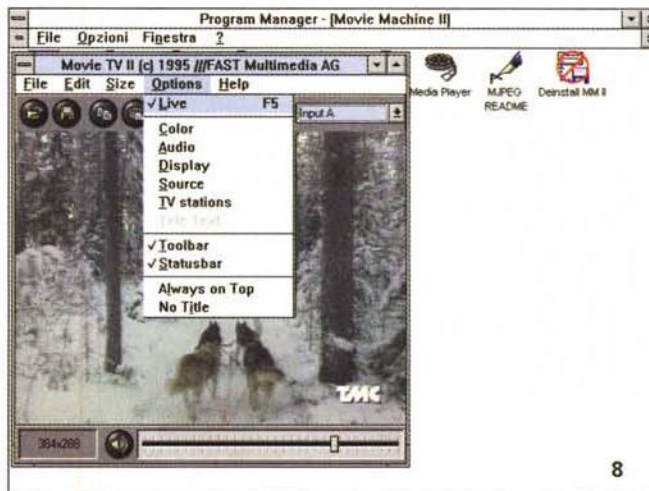 Program Manager - [Movie Machine II]
File Opzioni Finestra ?
Movie TV II (c) 1995 ///FAST Multimedia AG
File Edit Size Options Help
✓Live F5
Input A
Color
Audio
Display
Source
TV stations
Tele Text
✓Toolbar
✓Statusbar
Always on Top
No Title
Media Player
MJPEG README
Deinstall MM II
TMC
384x288
8